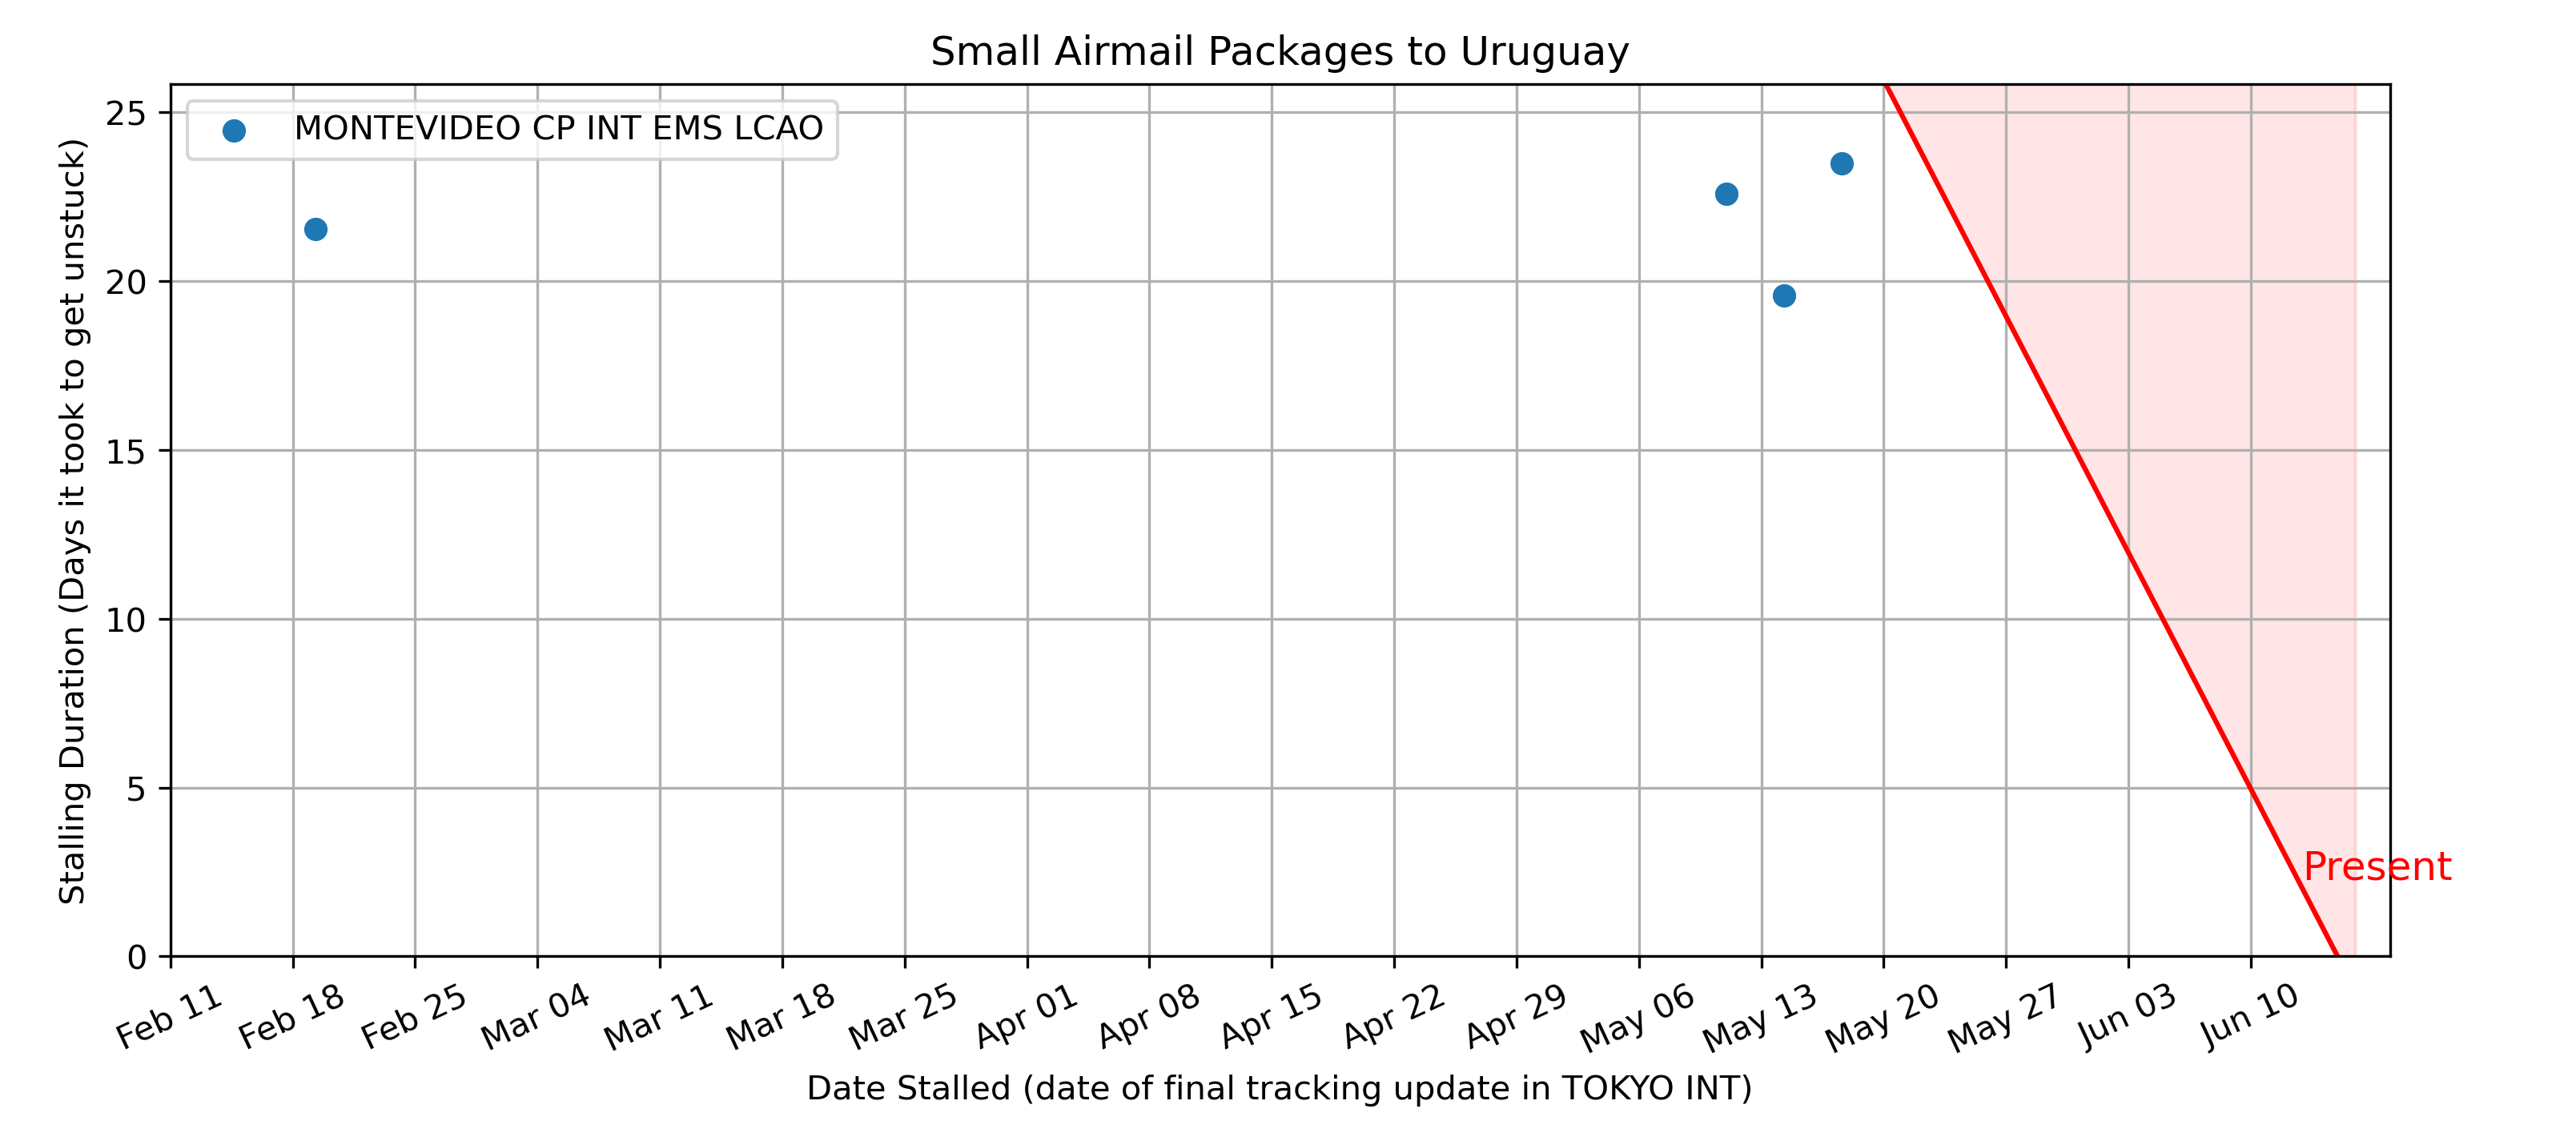 Small Airmail Packages to Uruguay
MONTEVIDEO CP INT EMS LCAO
Stalling Duration (Days it took to get unstuck)
25
20
15
10
5
0
Present
Feb 11
Feb 18
Feb 25
Mar 04
Mar 11
Mar 18
Mar 25
Apr 01
Apr 08
Apr 15
Apr 22
Apr 29
May 06
May 13
May 20
May 27
Jun 03
Jun 10
Date Stalled (date of final tracking update in TOKYO INT)